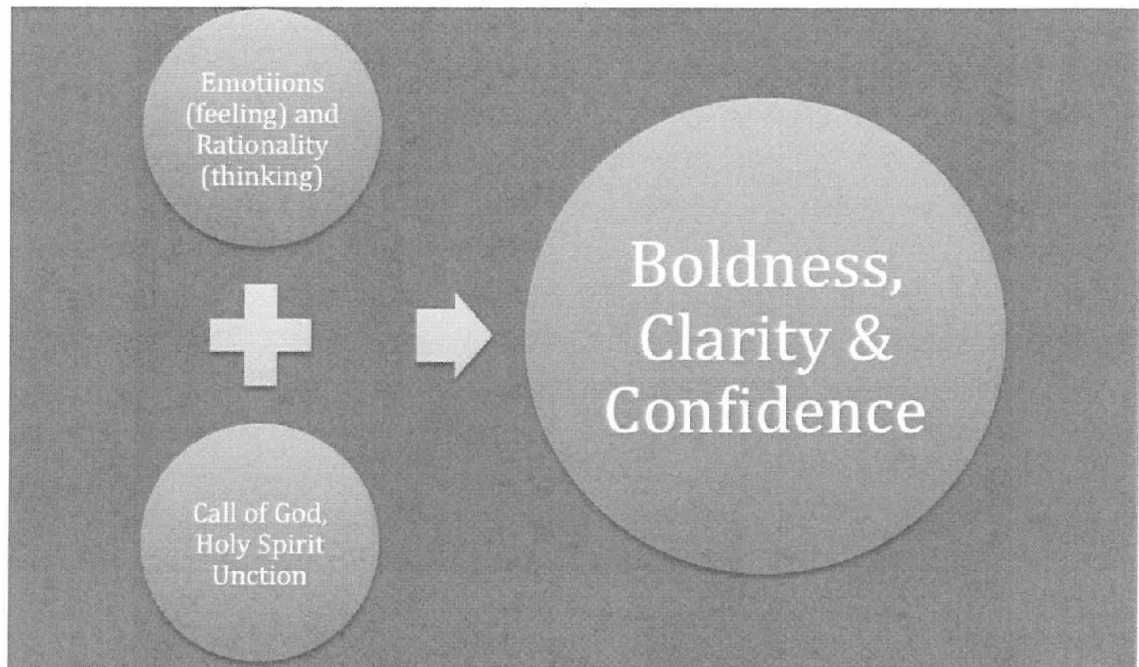 Emotiions
(feeling) and
Rationality
(thinking)
Call of God,
Holy Spirit
Unction
Boldness,
Clarity &
Confidence